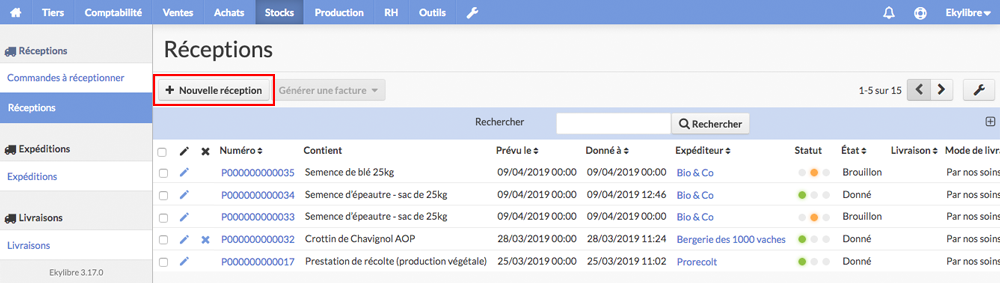 Tiers Comptabilité Ventes Achats Stocks Production RH Outils Ekylibre
Réceptions
Commandes à réceptionner
Réceptions
Expéditions
Expéditions
Livraisons
Livraisons
Ekylibre 3.17.0
Réceptions
Nouvelle réception Générer une facture 1-5 sur 15
Rechercher Rechercher
Numéro Contient Prévu le Donné à Expéditeur Statut État Livraison Mode de livra
P000000000035 Semence de blé 25kg 09/04/2019 00:00 09/04/2019 00:00 Bio & Co Brouillon Par nos soins
P000000000034 Semence d'épeautre - sac de 25kg 09/04/2019 00:00 09/04/2019 12:46 Bio & Co Donné Par nos soins
P000000000033 Semence d'épeautre - sac de 25kg 09/04/2019 00:00 09/04/2019 00:00 Bio & Co Brouillon Par nos soins
P000000000032 Crottin de Chavignol AOP 28/03/2019 00:00 28/03/2019 11:24 Bergerie des 1000 vaches Donné Par nos soins
P000000000017 Prestation de récolte (production végétale) 25/03/2019 00:00 25/03/2019 11:02 Prorecolt Donné Par nos soins